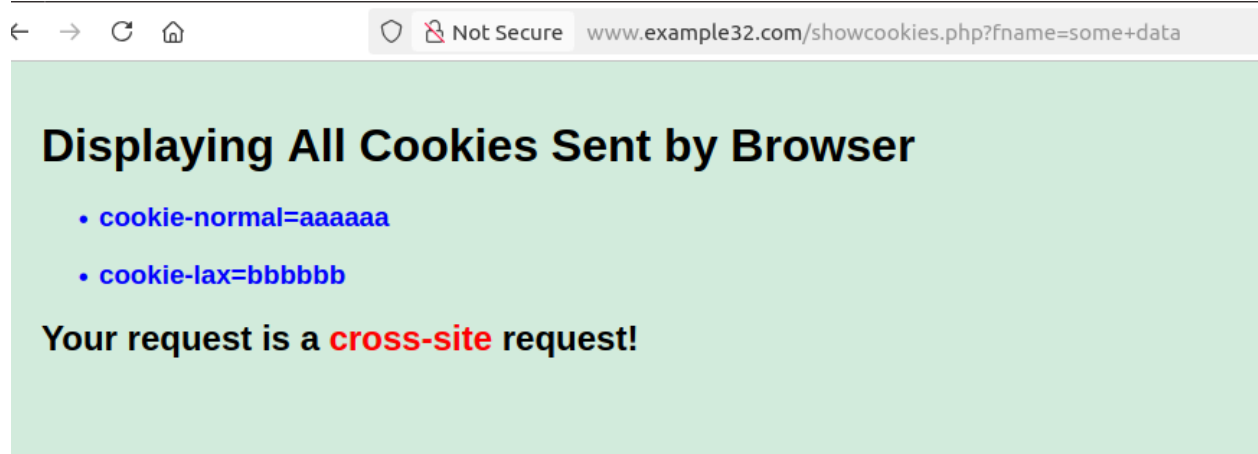 Not Secure www.example32.com/showcookies.php?fname=some+data
Displaying All Cookies Sent by Browser
• cookie-normal=aaaaaa
• cookie-lax=bbbbbb
Your request is a cross-site request!